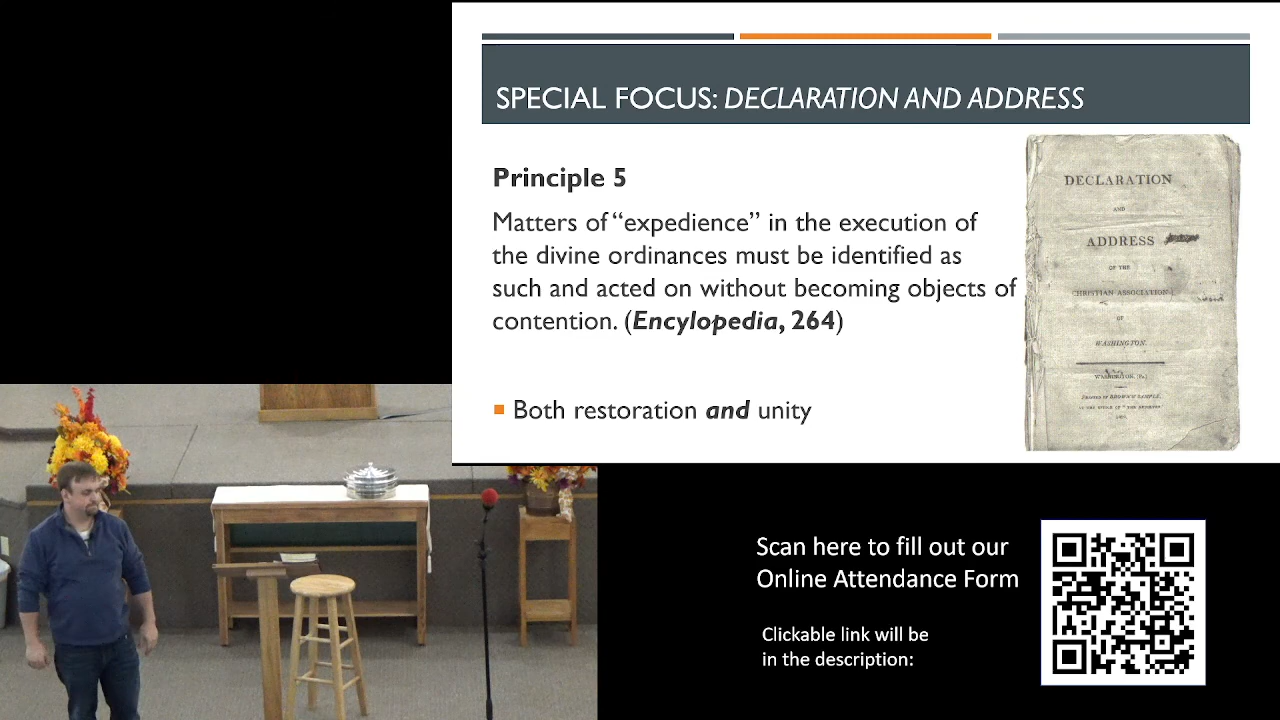 SPECIAL FOCUS: DECLARATION AND ADDRESS
Principle 5
Matters of “expedience” in the execution of
the divine ordinances must be identified as
such and acted on without becoming objects of
contention. (Encylopedia, 264)
Both restoration and unity
DECLARATION
AND
ADDRESS
OF THE
CHRISTIAN ASSOCIATION
OF
WASHINGTON.
Scan here to fill out our
Online Attendance Form
Clickable link will be
in the description: